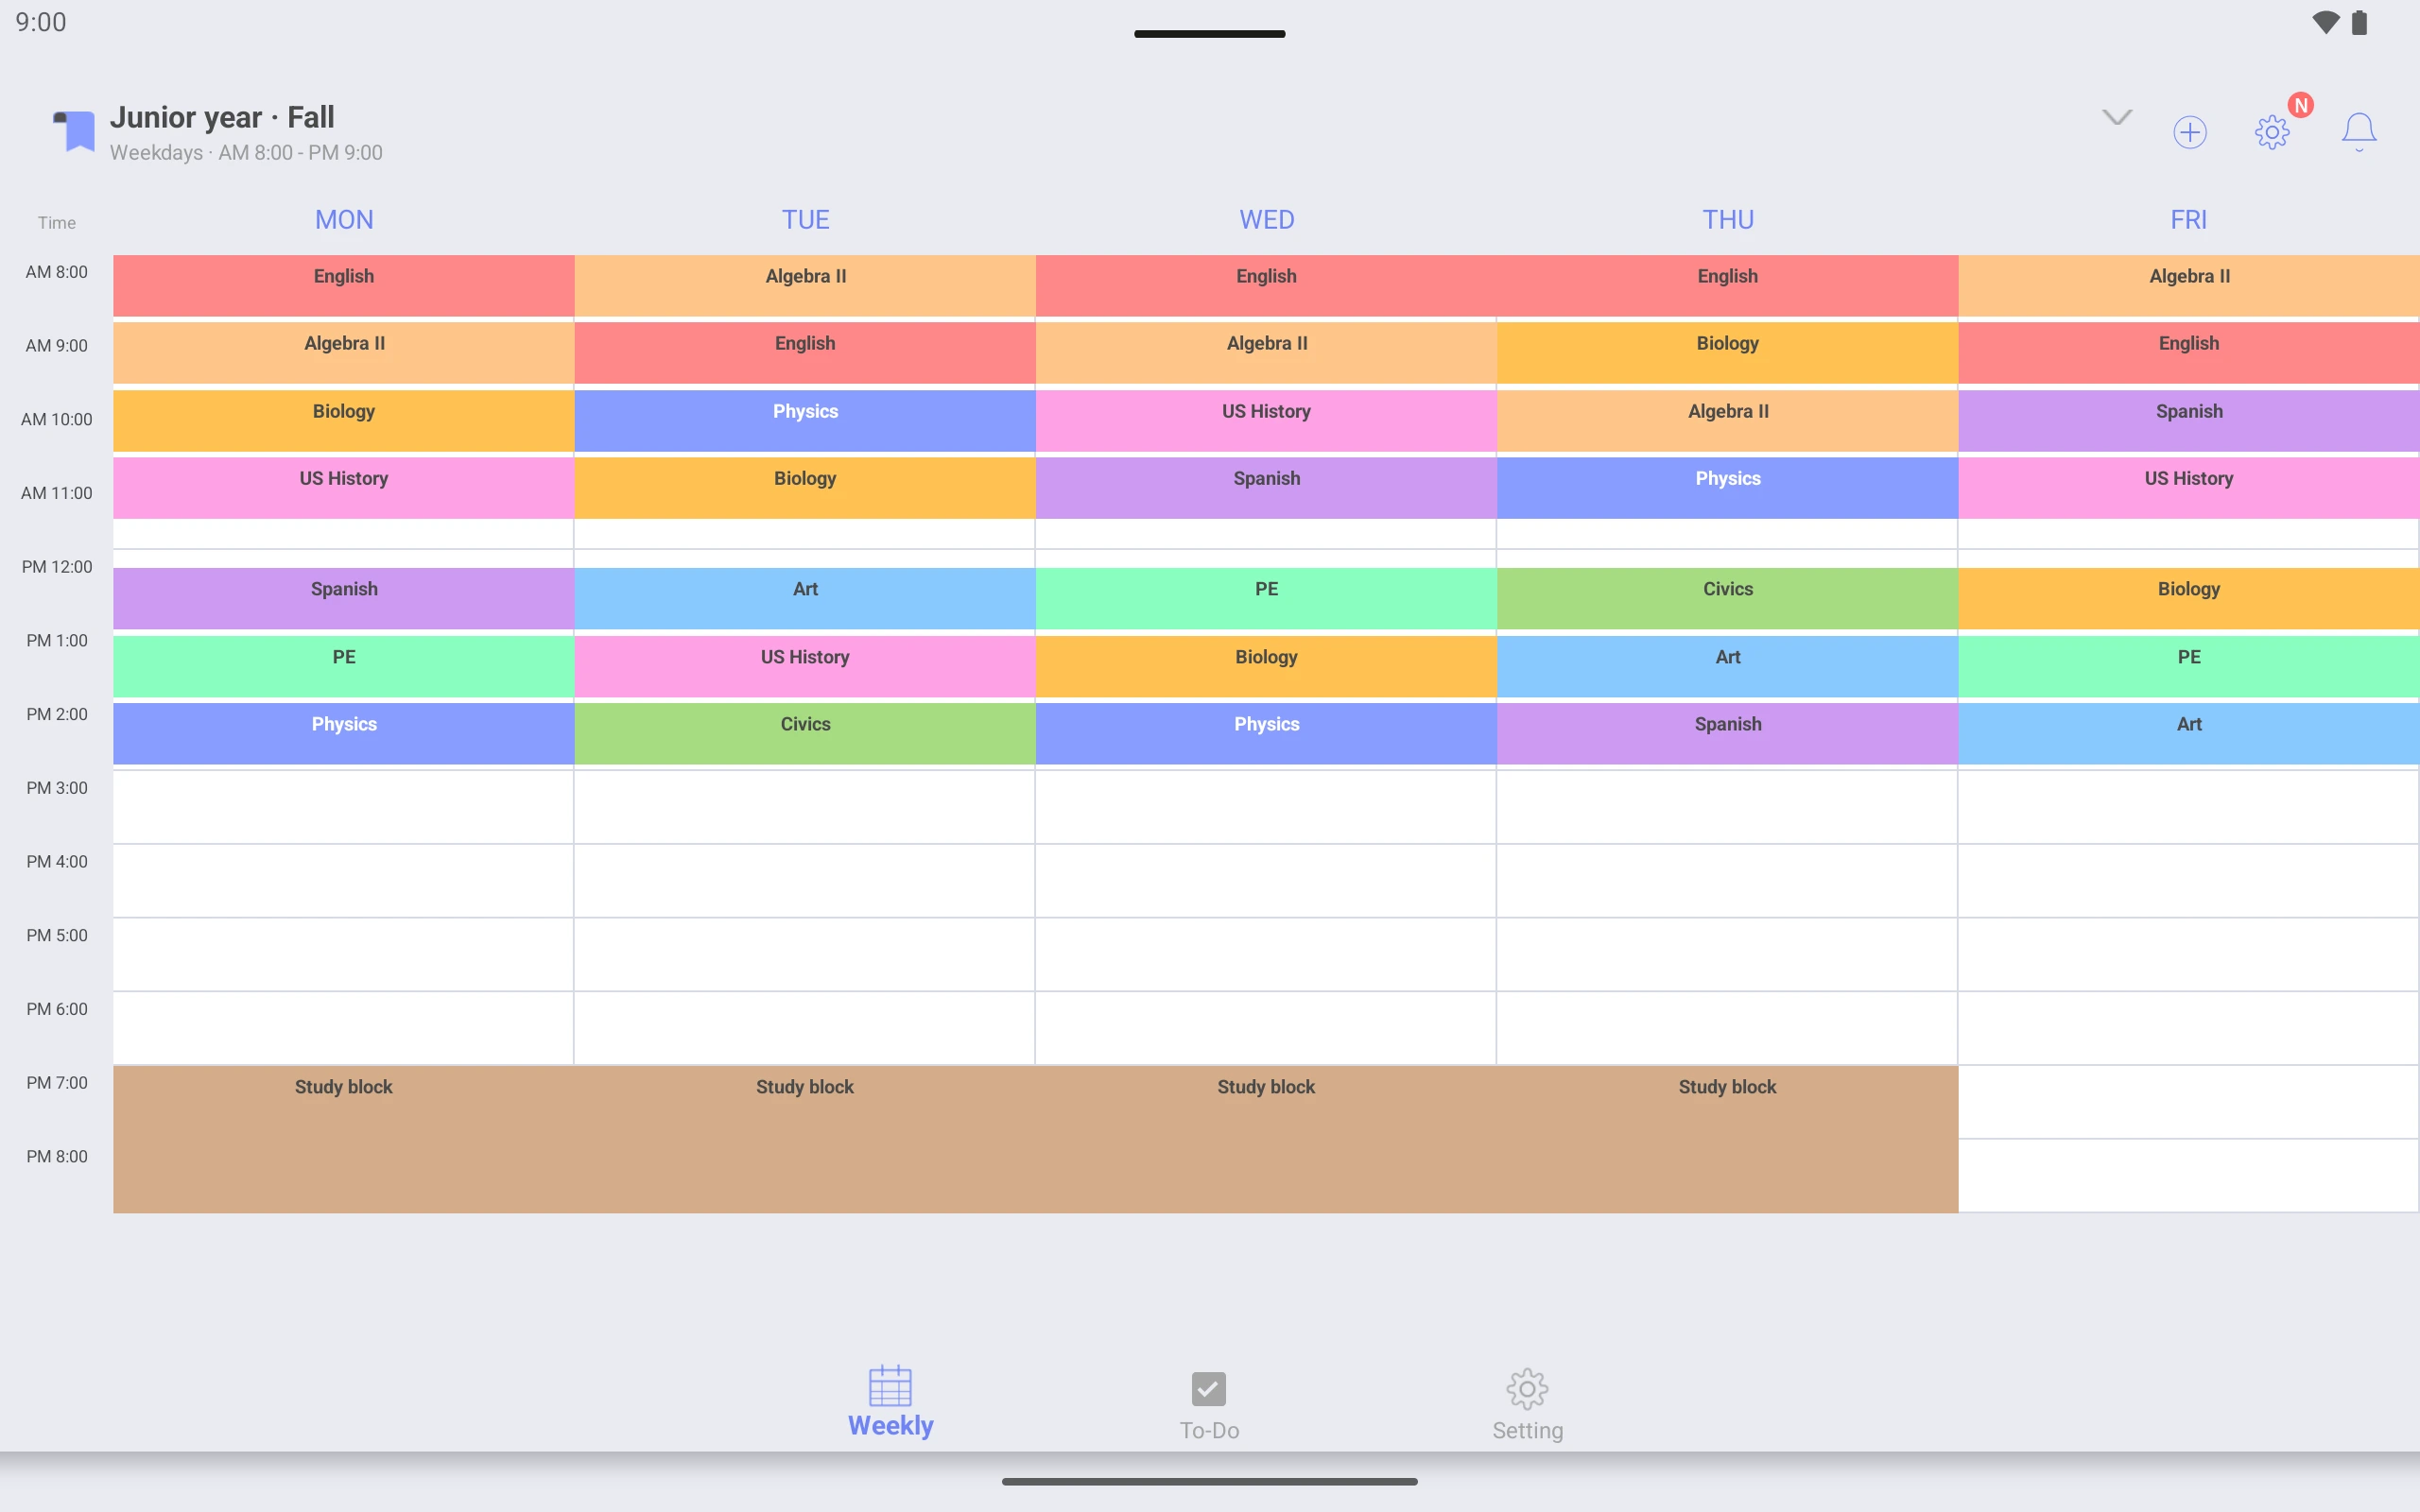 9:00
N
Junior year · Fall
Weekdays · AM 8:00 - PM 9:00
Time MON TUE WED THU FRI
AM 8:00 English Algebra II English English Algebra II
AM 9:00 Algebra II English Algebra II Biology English
AM 10:00 Biology Physics US History Algebra II Spanish
AM 11:00 US History Biology Spanish Physics US History
PM 12:00 Spanish Art PE Civics Biology
PM 1:00 PE US History Biology Art PE
PM 2:00 Physics Civics Physics Spanish Art
PM 3:00
PM 4:00
PM 5:00
PM 6:00
PM 7:00 Study block Study block Study block Study block
PM 8:00
Weekly To-Do Setting